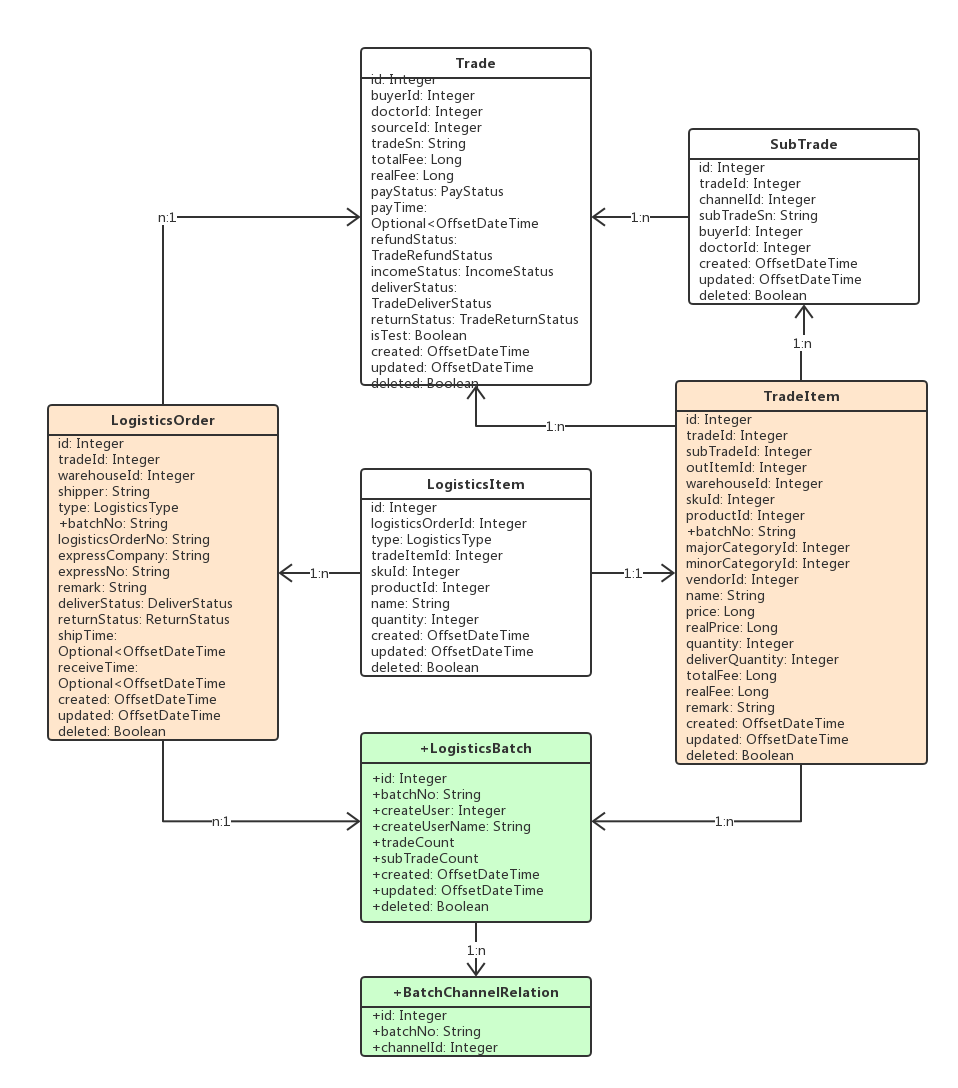 Trade
id: Integer
buyerId: Integer
doctorId: Integer
sourceId: Integer
tradeSn: String
totalFee: Long
realFee: Long
payStatus: PayStatus
payTime:
Optional<OffsetDateTime
refundStatus:
TradeRefundStatus
incomeStatus: IncomeStatus
deliverStatus:
TradeDeliverStatus
returnStatus: TradeReturnStatus
isTest: Boolean
created: OffsetDateTime
updated: OffsetDateTime
deleted: Boolean
SubTrade
id: Integer
tradeId: Integer
channelId: Integer
subTradeSn: String
buyerId: Integer
doctorId: Integer
created: OffsetDateTime
updated: OffsetDateTime
deleted: Boolean
n:1
1:n
1:n
1:n
LogisticsOrder
id: Integer
tradeId: Integer
warehouseId: Integer
shipper: String
type: LogisticsType
+batchNo: String
logisticsOrderNo: String
expressCompany: String
expressNo: String
remark: String
deliverStatus: DeliverStatus
returnStatus: ReturnStatus
shipTime:
Optional<OffsetDateTime
receiveTime:
Optional<OffsetDateTime
created: OffsetDateTime
updated: OffsetDateTime
deleted: Boolean
1:n
LogisticsItem
id: Integer
logisticsOrderId: Integer
type: LogisticsType
tradeItemId: Integer
skuId: Integer
productId: Integer
name: String
quantity: Integer
created: OffsetDateTime
updated: OffsetDateTime
deleted: Boolean
1:1
TradeItem
id: Integer
tradeId: Integer
subTradeId: Integer
outItemId: Integer
warehouseId: Integer
skuId: Integer
productId: Integer
+batchNo: String
majorCategoryId: Integer
minorCategoryId: Integer
vendorId: Integer
name: String
price: Long
realPrice: Long
quantity: Integer
deliverQuantity: Integer
totalFee: Long
realFee: Long
remark: String
created: OffsetDateTime
updated: OffsetDateTime
deleted: Boolean
n:1
+LogisticsBatch
+id: Integer
+batchNo: String
+createUser: Integer
+createUserName: String
+tradeCount
+subTradeCount
+created: OffsetDateTime
+updated: OffsetDateTime
+deleted: Boolean
1:n
1:n
+BatchChannelRelation
+id: Integer
+batchNo: String
+channelId: Integer